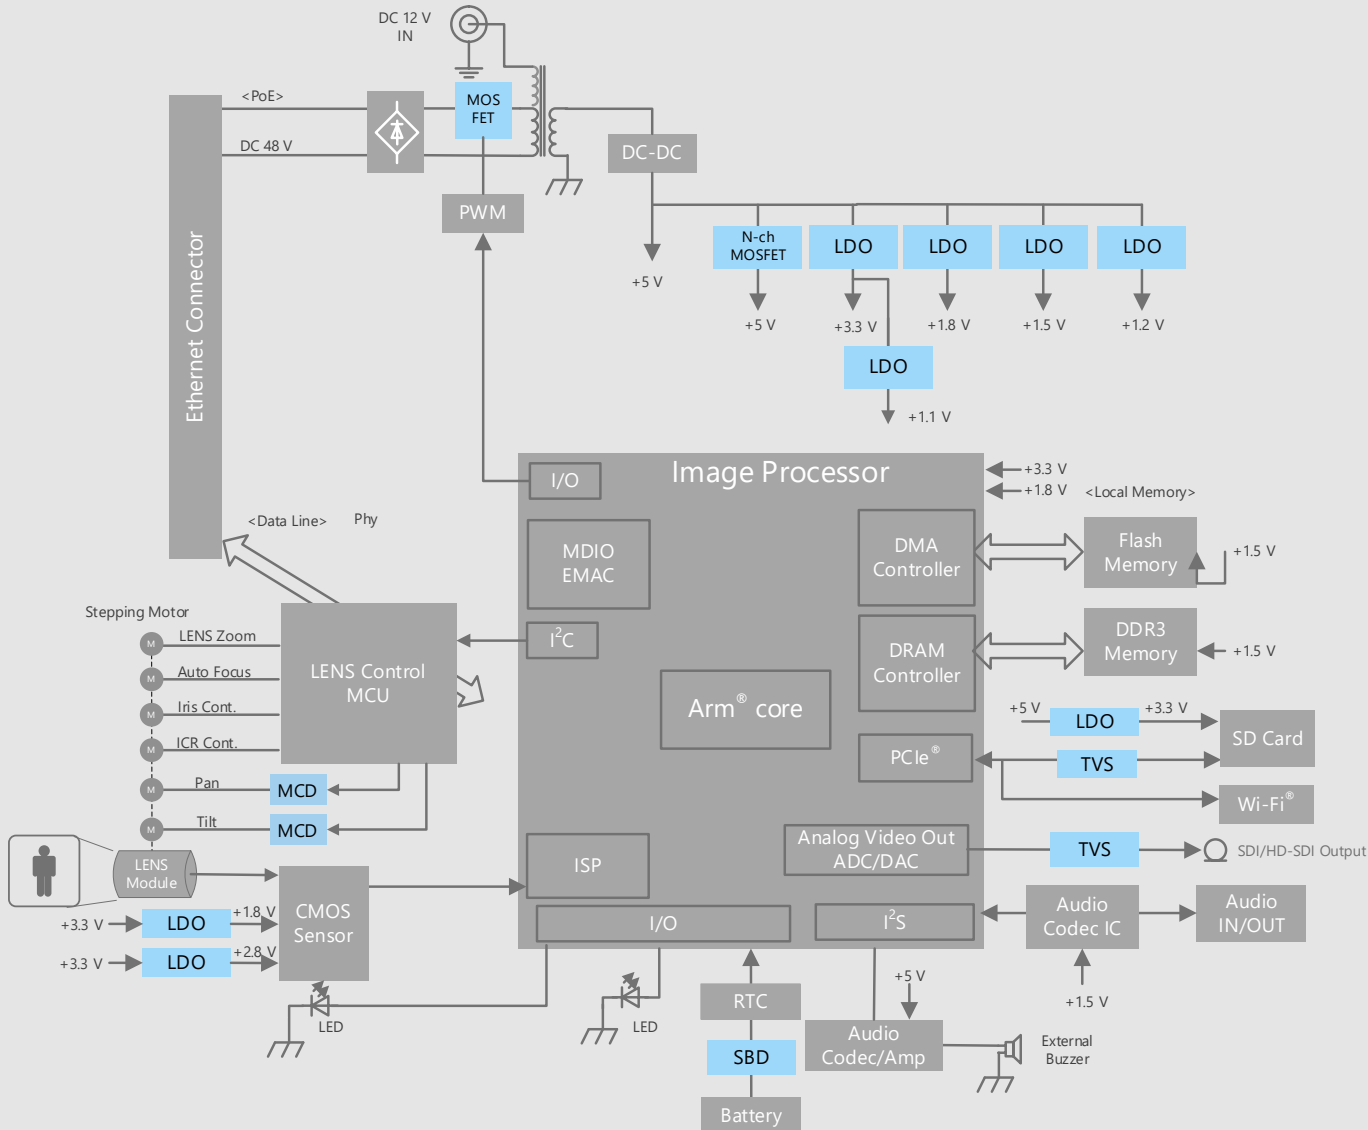 DC 12 V
IN
<PoE>
MOS
FET
DC 48 V
DC-DC
PWM
Ethernet Connector
N-ch
MOSFET
LDO
LDO
LDO
LDO
+5 V
+5 V
+3.3 V
+1.8 V
+1.5 V
+1.2 V
LDO
+1.1 V
Image Processor
I/O
+3.3 V
+1.8 V
<Local Memory>
<Data Line>
Phy
MDIO
EMAC
DMA
Controller
Flash
Memory
+1.5 V
Stepping Motor
I²C
DRAM
Controller
DDR3
Memory
+1.5 V
M
LENS Zoom
M
Auto Focus
M
Iris Cont.
M
ICR Cont.
M
Pan
MCD
M
Tilt
MCD
LENS Control
MCU
Arm® core
+5 V
LDO
+3.3 V
SD Card
PCIe®
TVS
Wi-Fi®
Analog Video Out
ADC/DAC
TVS
SDI/HD-SDI Output
LENS
Module
ISP
CMOS
Sensor
+3.3 V
LDO
+1.8 V
+3.3 V
LDO
+2.8 V
I/O
I²S
Audio
Codec IC
Audio
IN/OUT
+1.5 V
LED
LED
RTC
SBD
Battery
+5 V
Audio
Codec/Amp
External
Buzzer